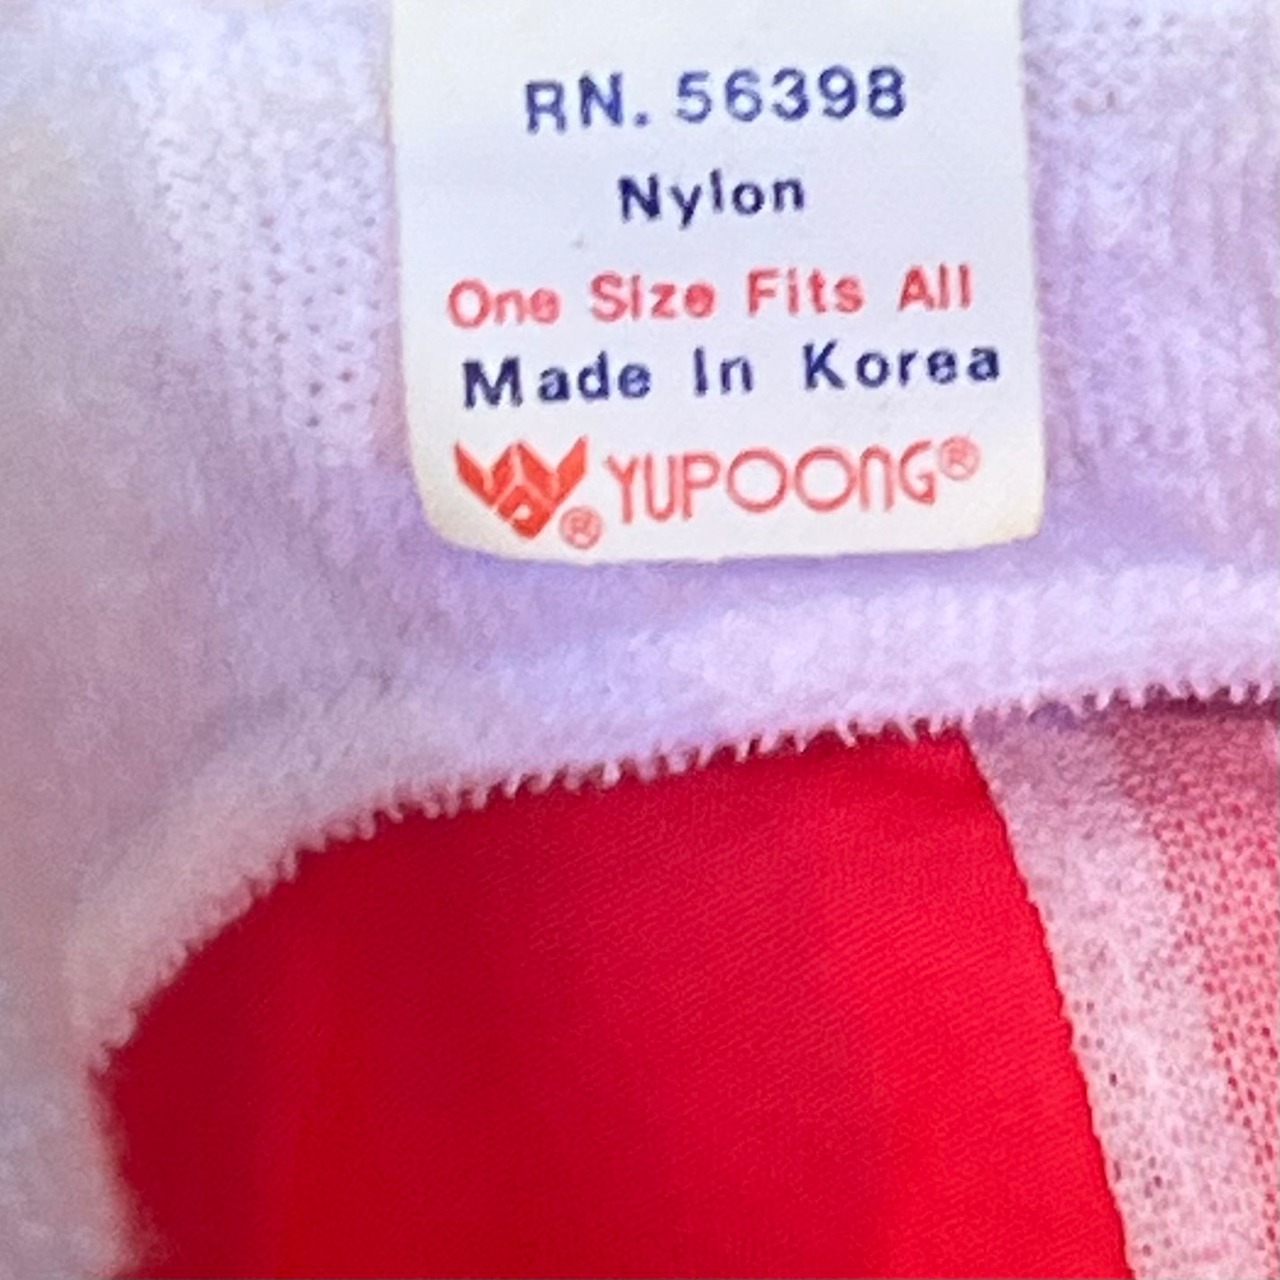 RN. 56398
Nylon
One Size Fits All
Made In Korea
® YUPOONG®